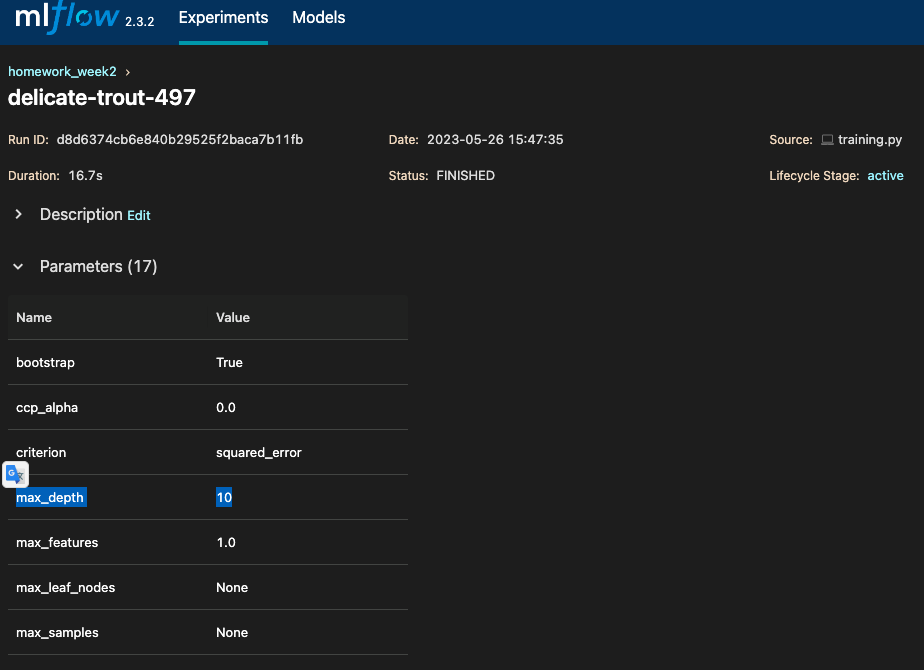 mlflow 2.3.2 Experiments Models
homework_week2 ›
delicate-trout-497
Run ID: d8d6374cb6e840b29525f2baca7b11fb Date: 2023-05-26 15:47:35 Source: training.py
Duration: 16.7s Status: FINISHED Lifecycle Stage: active
Description Edit
Parameters (17)
Name Value
bootstrap True
ccp_alpha 0.0
criterion squared_error
max_depth 10
max_features 1.0
max_leaf_nodes None
max_samples None